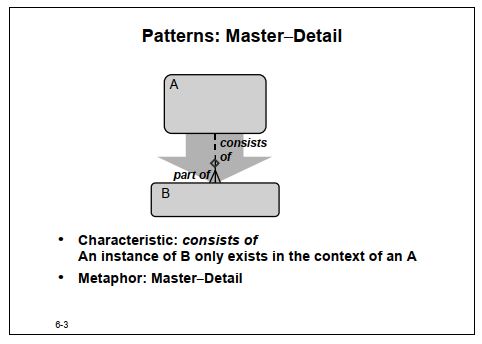 Patterns: Master–Detail
A
consists
of
part of
B
• Characteristic: consists of
An instance of B only exists in the context of an A
• Metaphor: Master–Detail
6-3